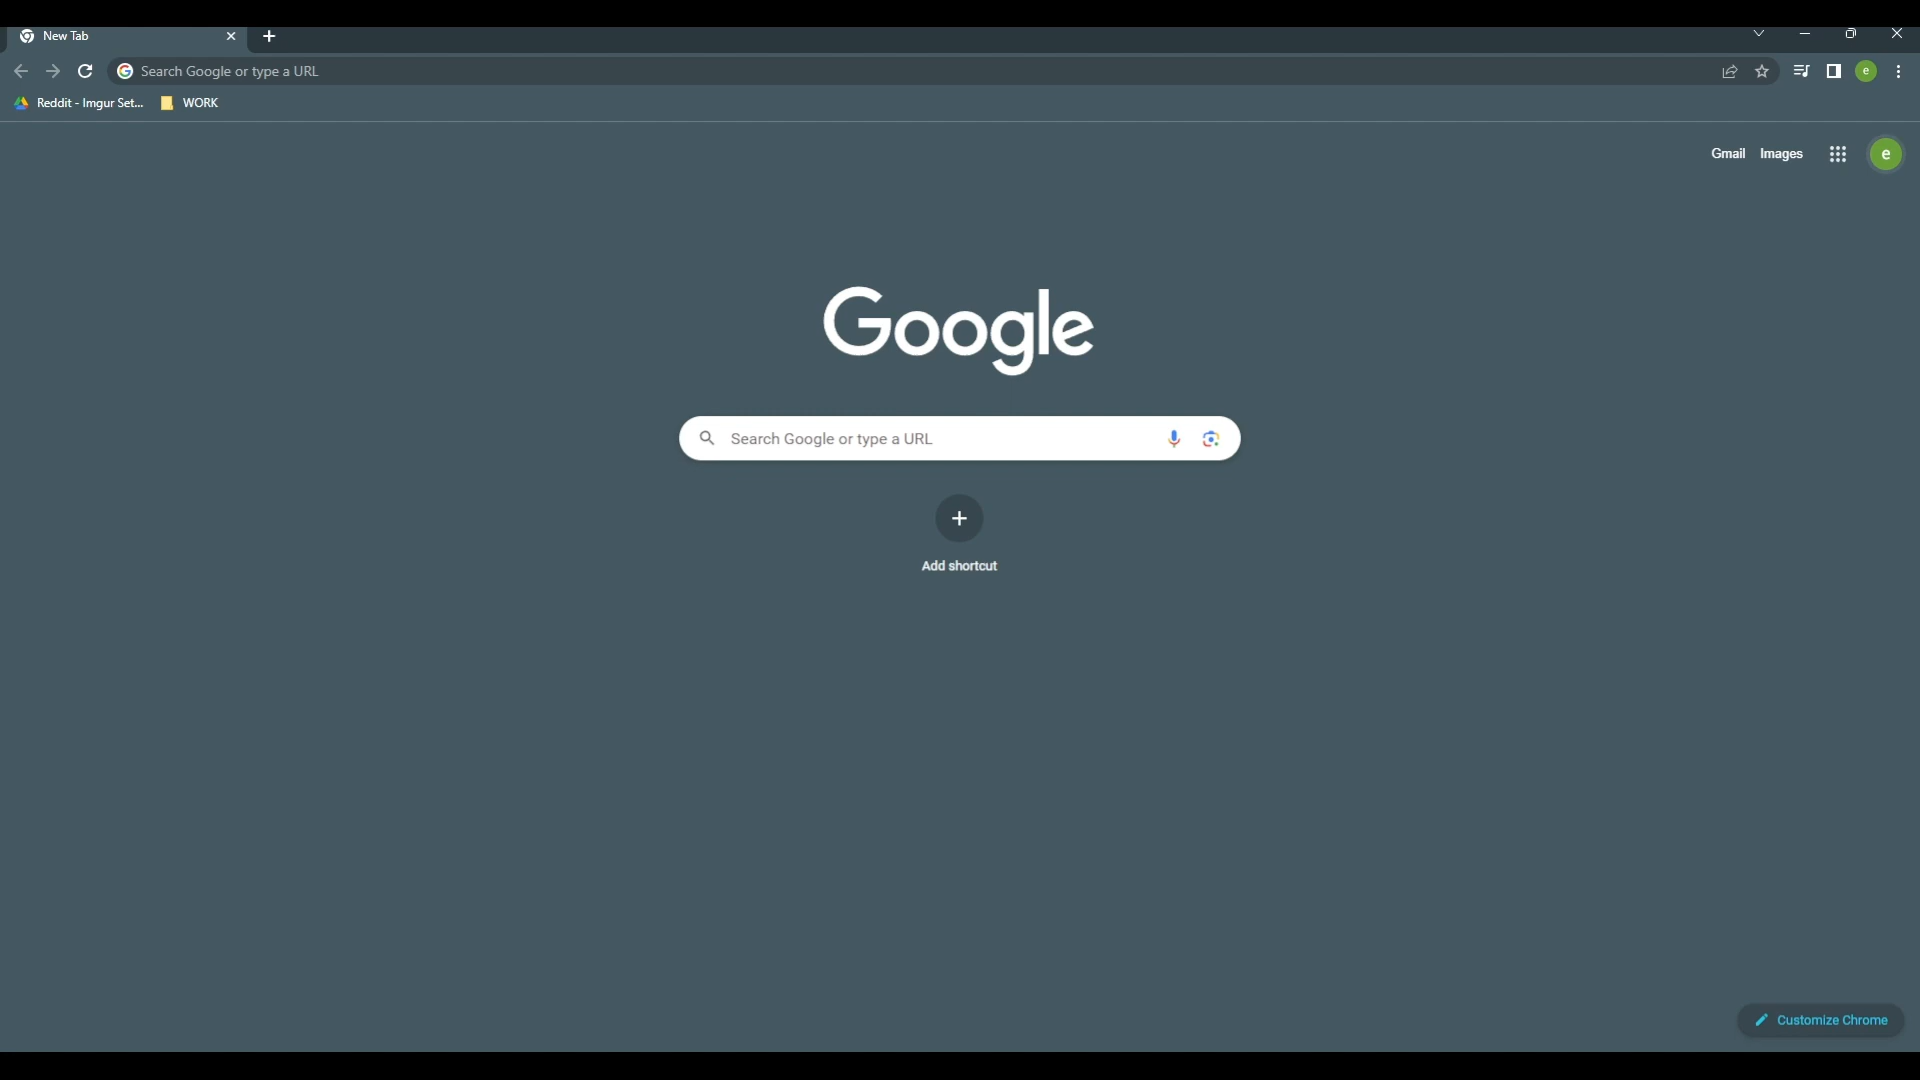 New Tab
Search Google or type a URL
e
Reddit - Imgur Set...
WORK
Gmail
Images
e
Google
Search Google or type a URL
Add shortcut
Customize Chrome